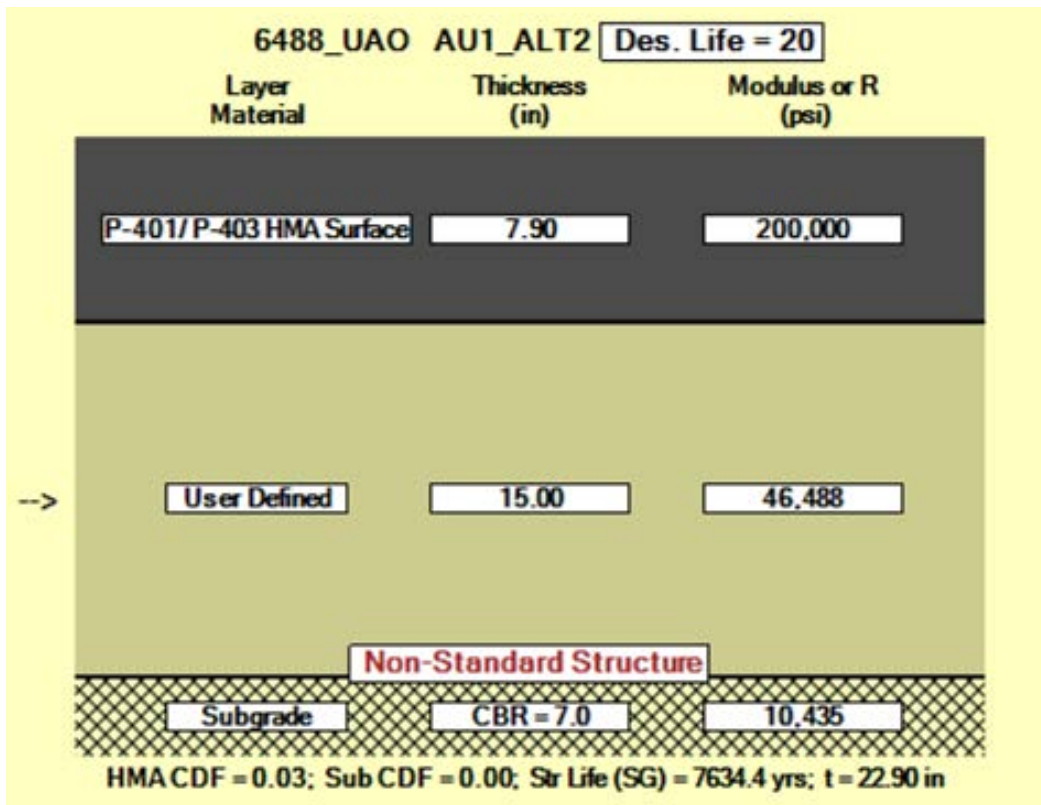 6488_UAO AU1_ALT2 Des. Life = 20
Layer Material Thickness (in) Modulus or R (psi)
P-401/ P-403 HMA Surface 7.90 200,000
--> User Defined 15.00 46,488
Non-Standard Structure
Subgrade CBR = 7.0 10,435
HMA CDF = 0.03; Sub CDF = 0.00; Str Life (SG) = 7634.4 yrs; t = 22.90 in